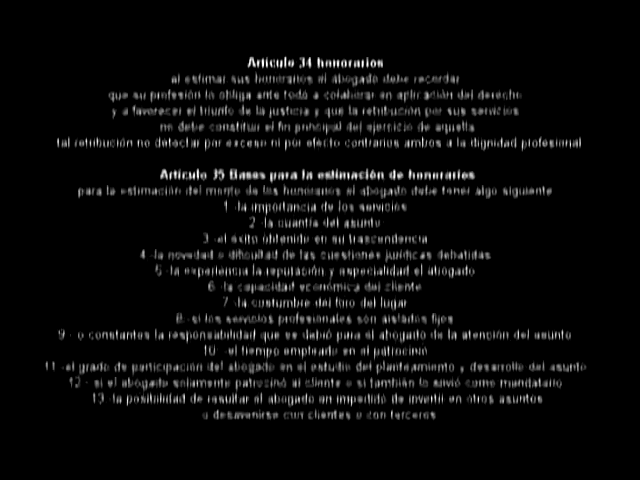 Articulo 34 honorarios
al estimar sus honorarios el abogado debe recordar
que su profesión lo obliga ante todo a colaborar en aplicación del derecho
y a favorecer el triunfo de la justicia y que la retribución por sus servicios
no debe constituir el fin principal del ejercicio de aquella
tal retribución no debe por exceso ni por efecto contrarios ambos a la dignidad profesional
Articulo 35 Bases para la estimación de honorarios
para la estimación del monto de los honorarios el abogado debe tener algo siguiente
1 -la importancia de los servicios
2 -la cuantía del asunto
3 -el éxito obtenido en su trascendencia
4 -la novedad o dificultad de las cuestiones jurídicas debatidas
5 -la experiencia la reputación y especialidad el abogado
6 -la capacidad económica del cliente
7 -la costumbre del foro del lugar
8 - si los servicios profesionales son aislados fijos
9 - o constantes la responsabilidad que se debió para el abogado de la atención del asunto
10 -el tiempo empleado en el patrocinio
11 -el grado de participación del abogado en el estudio del planteamiento y desarrollo del asunto
12 - si el abogado solamente patrocinó al cliente o si también lo sirvió como mandatario
13 -la posibilidad de resultar el abogado en impedido de invertir en otros asuntos
o desavenirse con clientes o con terceros